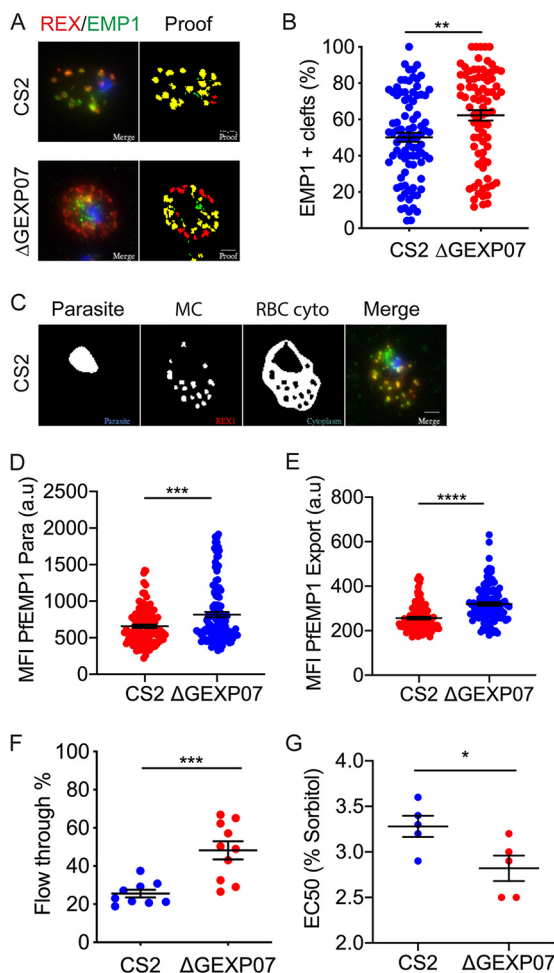 A
REX/EMP1 Proof
CS2
Merge
Proof
ΔGEXP07
Merge
Proof
B
**
EMP1 + clefts (%)
100
80
60
40
20
0
CS2 ΔGEXP07
C
Parasite MC RBC cyto Merge
CS2
Parasite
REX1
Cytoplasm
Merge
D
***
MFI PfEMP1 Para (a.u)
2500
2000
1500
1000
500
0
CS2 ΔGEXP07
E
****
MFI PfEMP1 Export (a.u)
800
600
400
200
0
CS2 ΔGEXP07
F
***
Flow through %
100
80
60
40
20
0
CS2 ΔGEXP07
G
*
EC50 (% Sorbitol)
4.0
3.5
3.0
2.5
2.0
CS2 ΔGEXP07